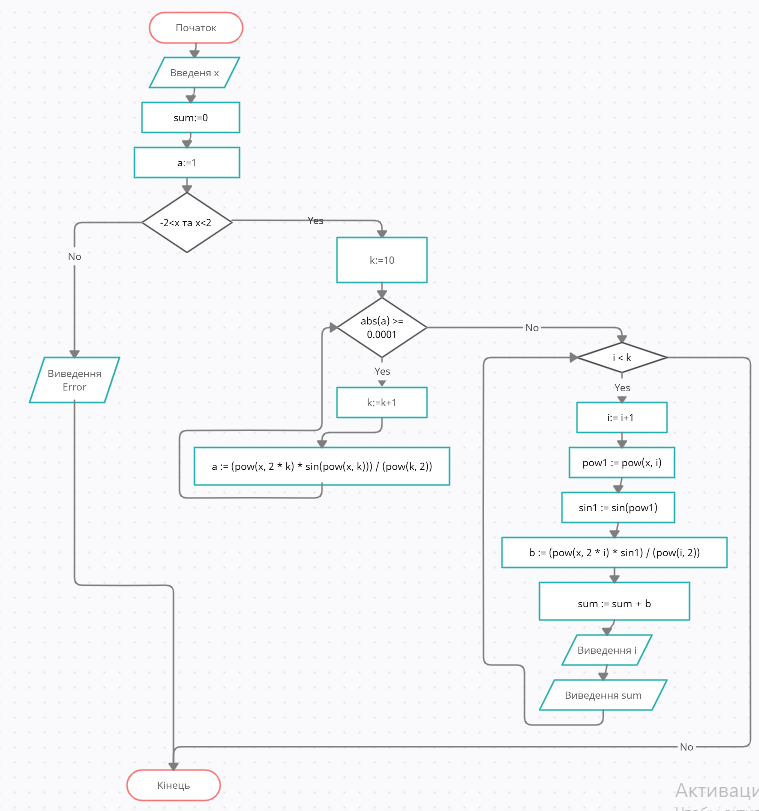 Початок
Введеня x
sum:=0
a:=1
-2<x та x<2
Yes
No
k:=10
abs(a) >=
0.0001
No
Yes
i < k
Виведення
Error
Yes
k:=k+1
i:= i+1
a := (pow(x, 2 * k) * sin(pow(x, k))) / (pow(k, 2))
pow1 := pow(x, i)
sin1 := sin(pow1)
b := (pow(x, 2 * i) * sin1) / (pow(i, 2))
sum := sum + b
Виведення i
Виведення sum
No
Кінець
Активаци